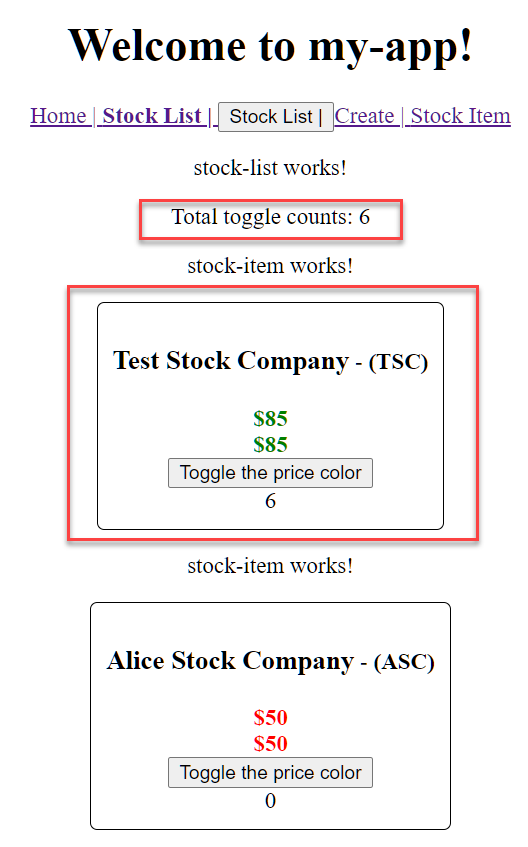 Welcome to my-app!
Home | Stock List | Stock List | Create | Stock Item
stock-list works!
Total toggle counts: 6
stock-item works!
Test Stock Company - (TSC)
$85
$85
Toggle the price color
6
stock-item works!
Alice Stock Company - (ASC)
$50
$50
Toggle the price color
0